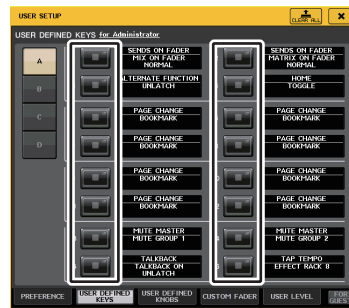 USER SETUP
CLEAR ALL
USER DEFINED KEYS for Administrator
A
B
C
D
SENDS ON FADER
MIX ON FADER
NORMAL
ALTERNATE FUNCTION
UNLATCH
PAGE CHANGE
BOOKMARK
PAGE CHANGE
BOOKMARK
PAGE CHANGE
BOOKMARK
PAGE CHANGE
BOOKMARK
MUTE MASTER
MUTE GROUP 1
TALKBACK
TALKBACK ON
UNLATCH
SENDS ON FADER
MATRIX ON FADER
NORMAL
HOME
TOGGLE
PAGE CHANGE
BOOKMARK
PAGE CHANGE
BOOKMARK
PAGE CHANGE
BOOKMARK
PAGE CHANGE
BOOKMARK
MUTE MASTER
MUTE GROUP 2
TAP TEMPO
EFFECT RACK 8
PREFERENCE
USER DEFINED
KEYS
USER DEFINED
KNOBS
CUSTOM FADER
USER LEVEL
FOR
GUES